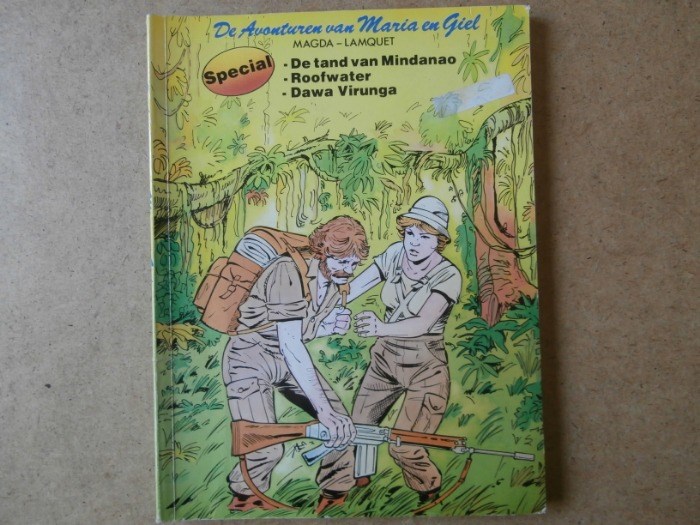 De Avonturen van Maria en Giel
MAGDA - LAMQUET
Special
- De tand van Mindanao
- Roofwater
- Dawa Virunga